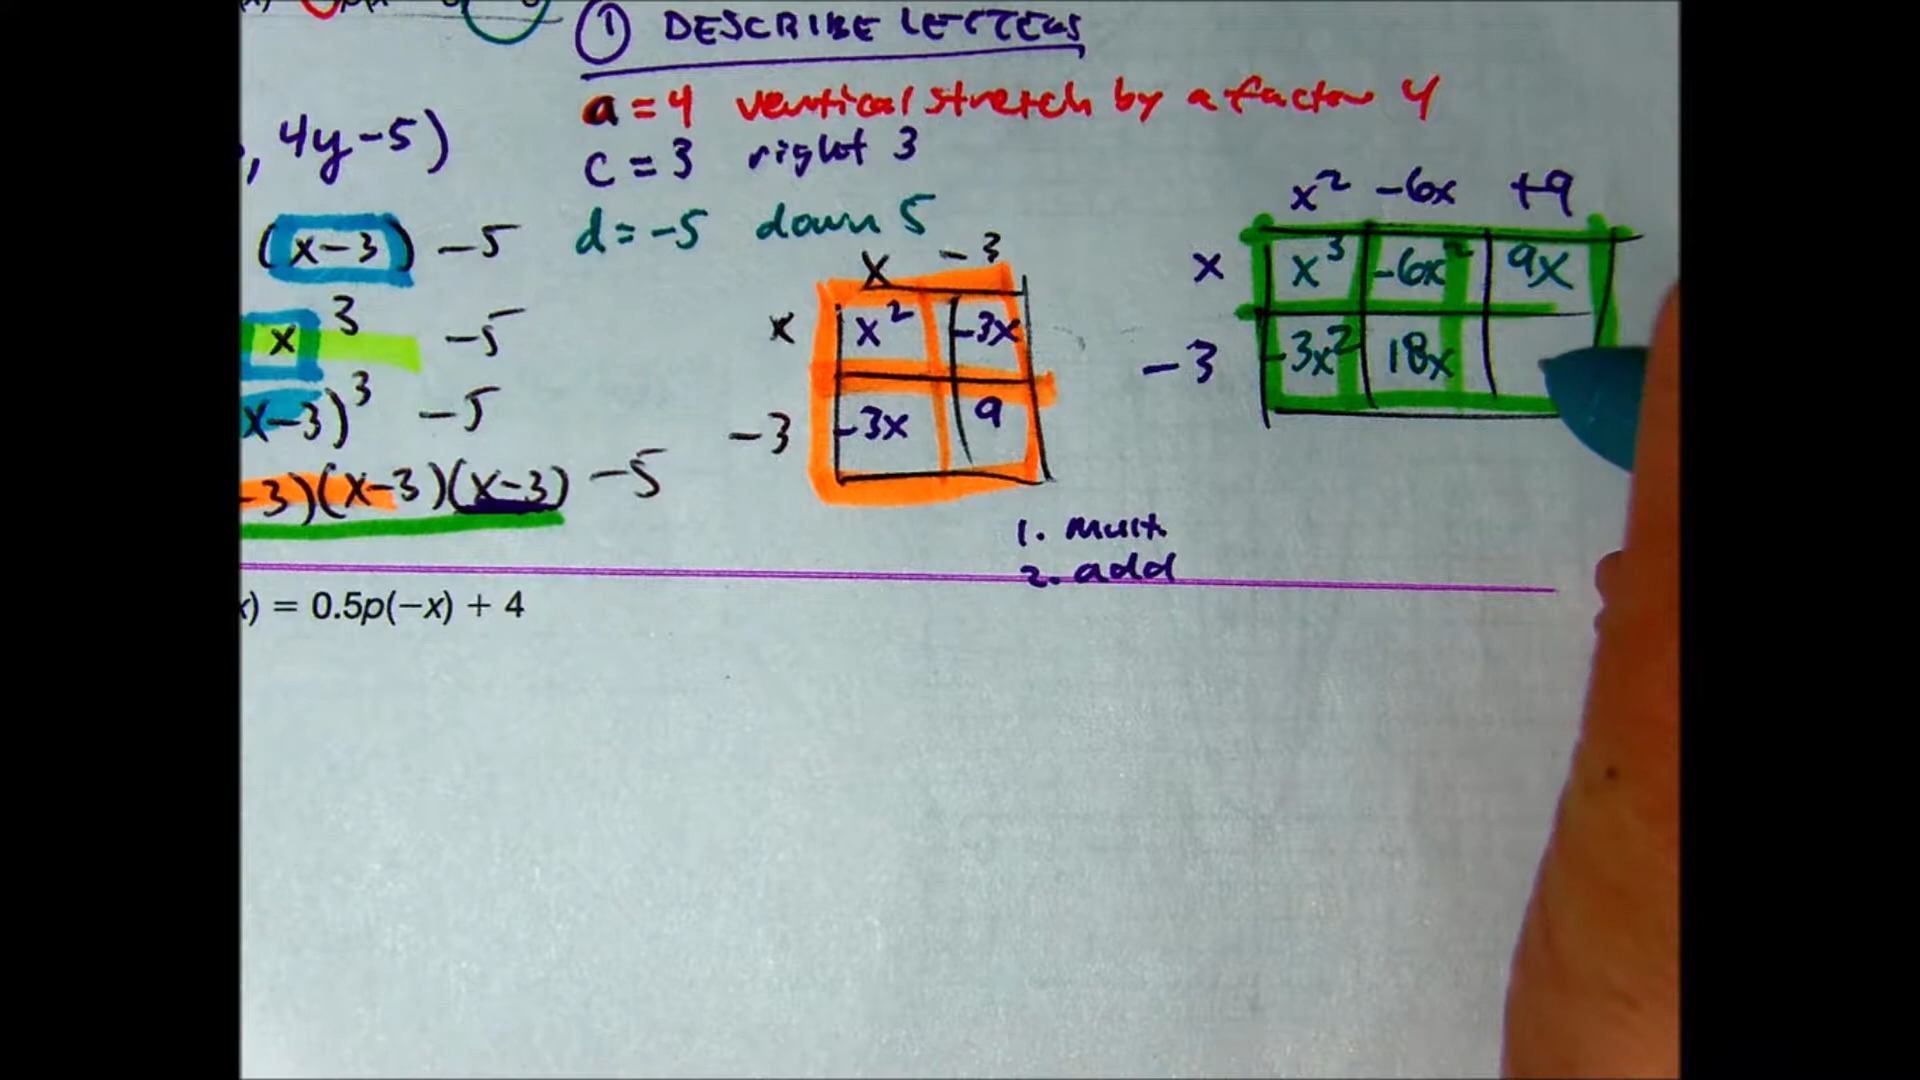 ① DESCRIBE LETTERS
a = 4 vertical stretch by a factor 4
, 4y-5)
c = 3 right 3
d = -5 down 5
(x-3) -5
x 3 -5
x-3)³ -5
-3)(x-3)(x-3) -5
x -3
x x² -3x
-3 -3x 9
x² -6x +9
x x³ -6x² 9x
-3 -3x² 18x
1. mult
2. add
x) = 0.5p(−x) + 4